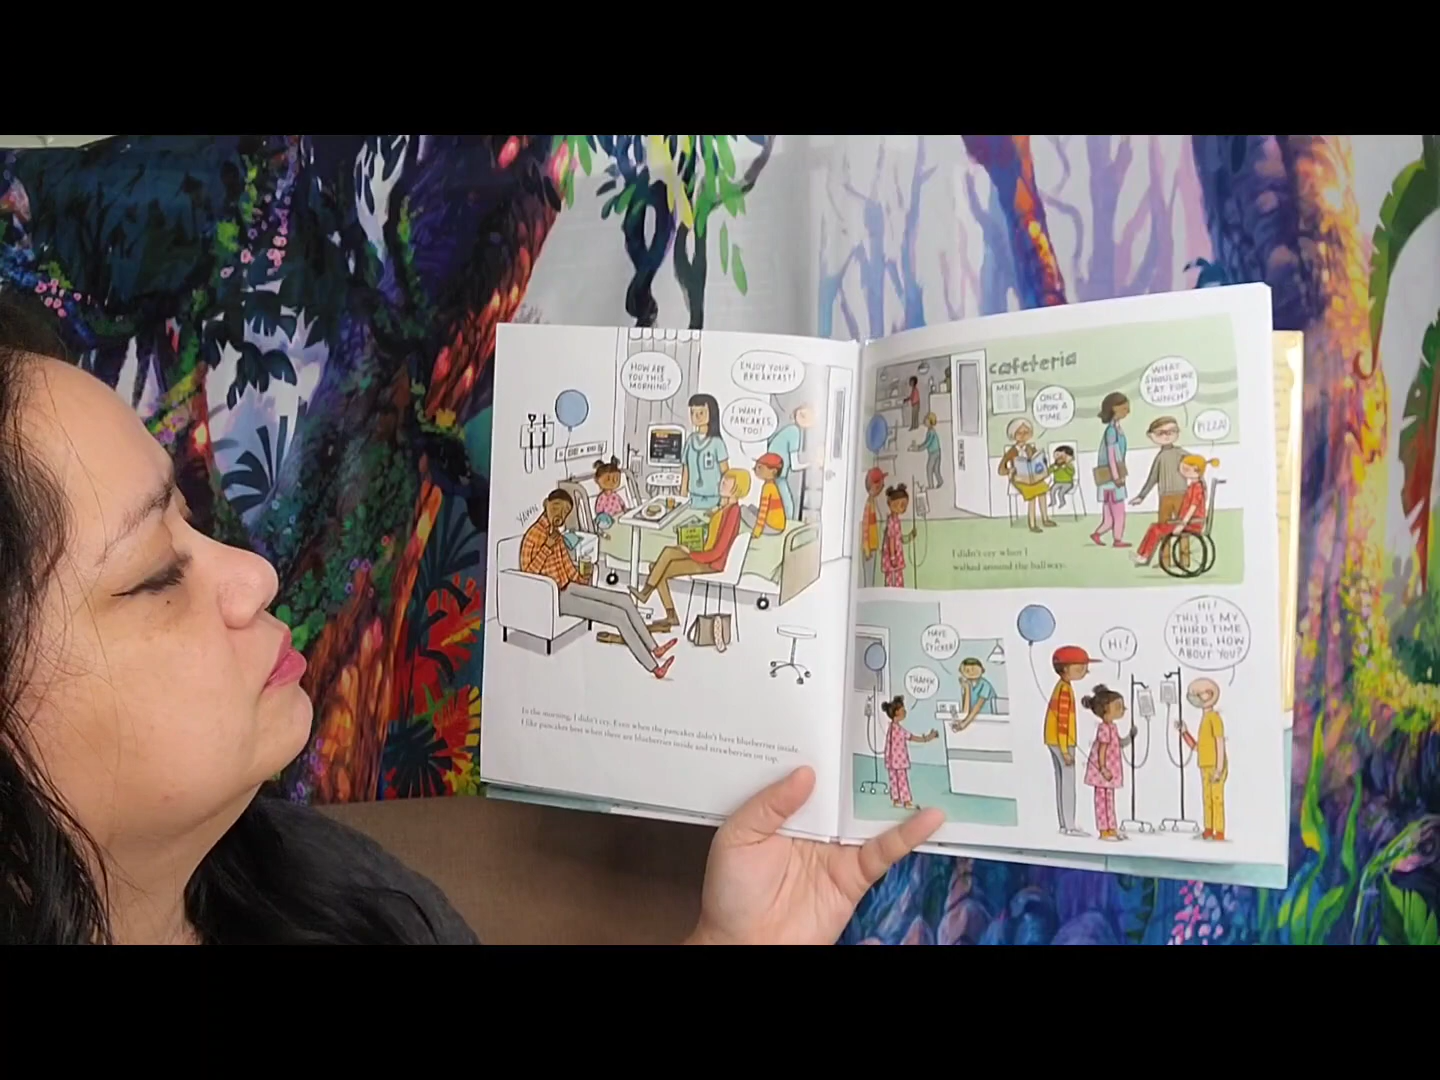 HOW ARE
YOU THIS
MORNING?
ENJOY YOUR
BREAKFAST!
I WANT
PANCAKES,
TOO!
YAWN
In the morning, I didn't cry. Even when the pancakes didn't have blueberries inside.
I like pancakes best when there are blueberries inside and strawberries on top.
cafeteria
MENU
ONCE
UPON A
TIME...
WHAT
SHOULD WE
EAT FOR
LUNCH?
PIZZA!
I didn't cry when I
walked around the hallway.
HAVE
A
STICKER!
THANK
YOU!
HI!
HI!
THIS IS MY
THIRD TIME
HERE, HOW
ABOUT YOU?